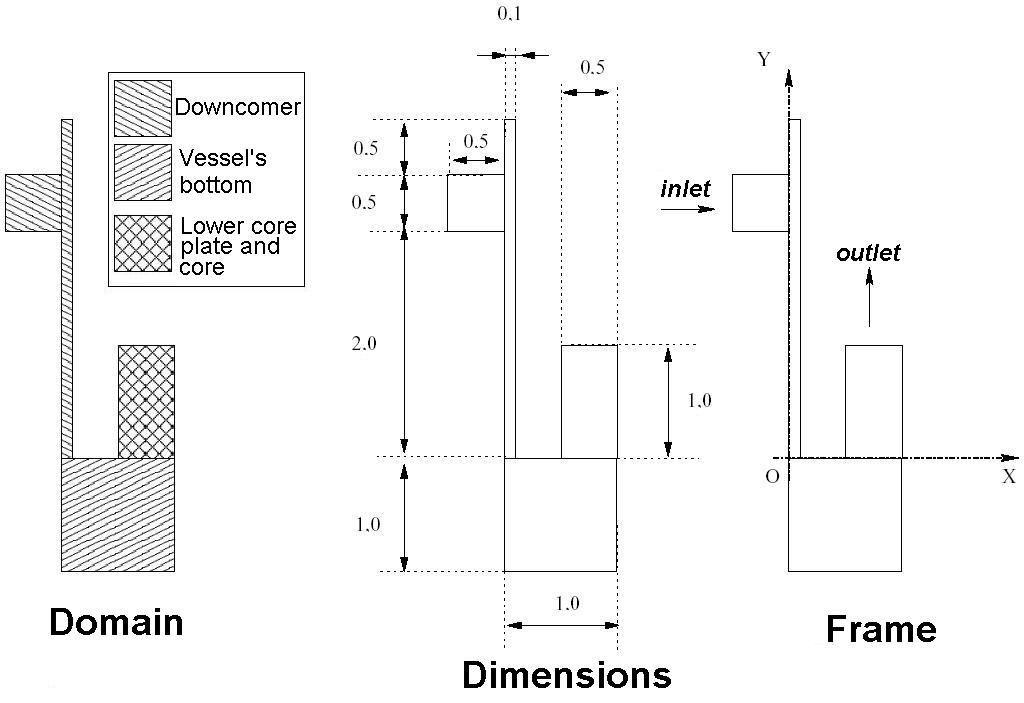 Downcomer
Vessel's
bottom
Lower core
plate and
core
Domain
0,1
0.5
0.5
0.5
0.5
2.0
1,0
1,0
1,0
Dimensions
Y
inlet
outlet
O
X
Frame